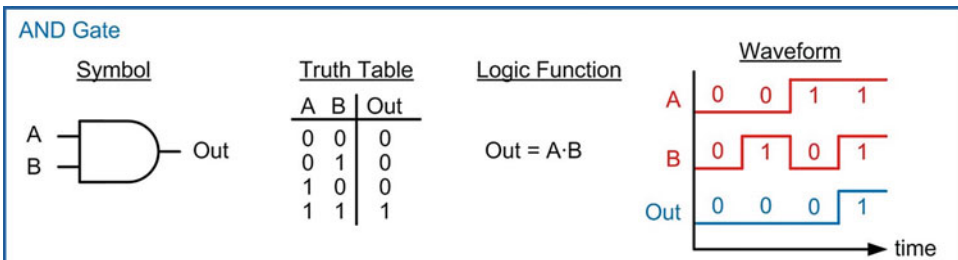 AND Gate
Symbol
A
B
Out
Truth Table
A B Out
0 0 0
0 1 0
1 0 0
1 1 1
Logic Function
Out = A·B
Waveform
A 0 0 1 1
B 0 1 0 1
Out 0 0 0 1
time